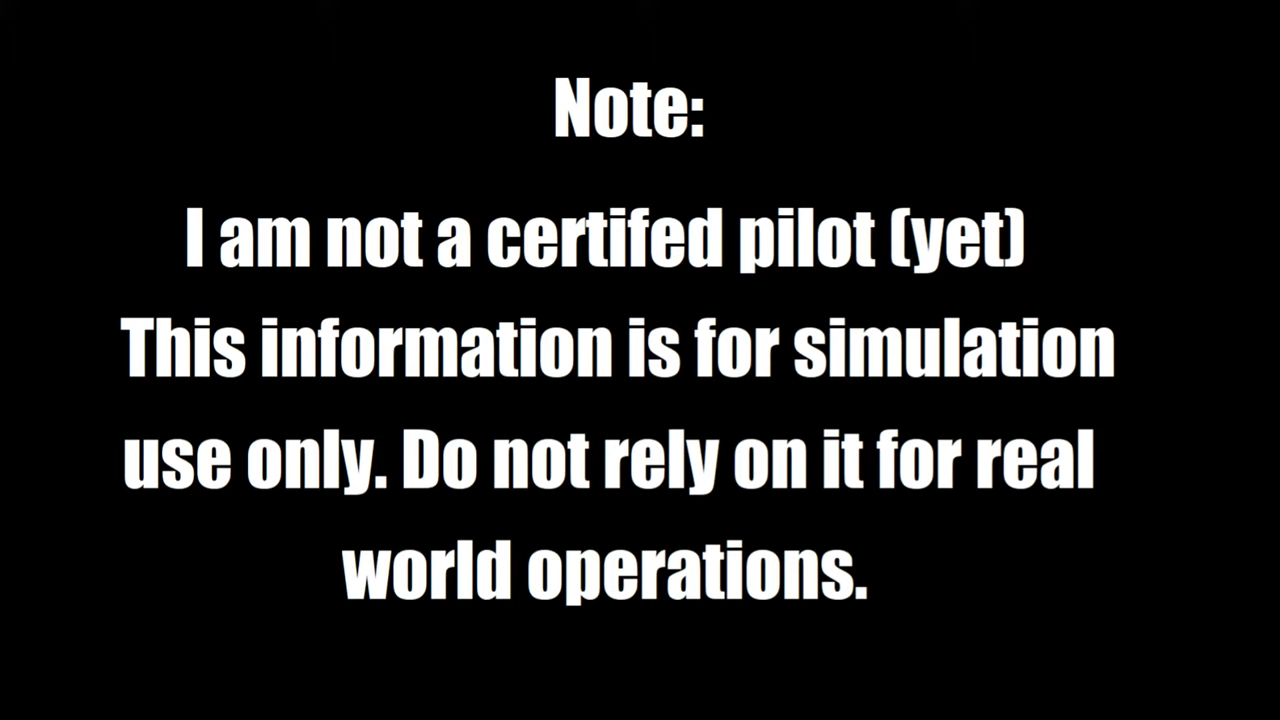 Note:
I am not a certifed pilot (yet)
This information is for simulation
use only. Do not rely on it for real
world operations.